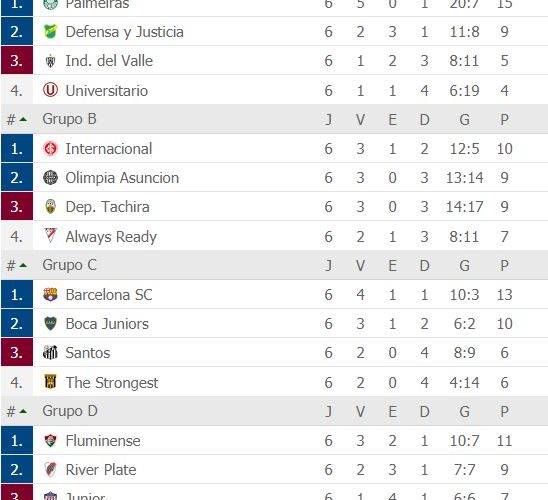 1. Palmeiras 6 5 0 1 20:7 15
2. Defensa y Justicia 6 2 3 1 11:8 9
3. Ind. del Valle 6 1 2 3 8:11 5
4. Universitario 6 1 1 4 6:19 4
# Grupo B J V E D G P
1. Internacional 6 3 1 2 12:5 10
2. Olimpia Asuncion 6 3 0 3 13:14 9
3. Dep. Tachira 6 3 0 3 14:17 9
4. Always Ready 6 2 1 3 8:11 7
# Grupo C J V E D G P
1. Barcelona SC 6 4 1 1 10:3 13
2. Boca Juniors 6 3 1 2 6:2 10
3. Santos 6 2 0 4 8:9 6
4. The Strongest 6 2 0 4 4:14 6
# Grupo D J V E D G P
1. Fluminense 6 3 2 1 10:7 11
2. River Plate 6 2 3 1 7:7 9
3. Junior 6 1 4 1 6:6 7